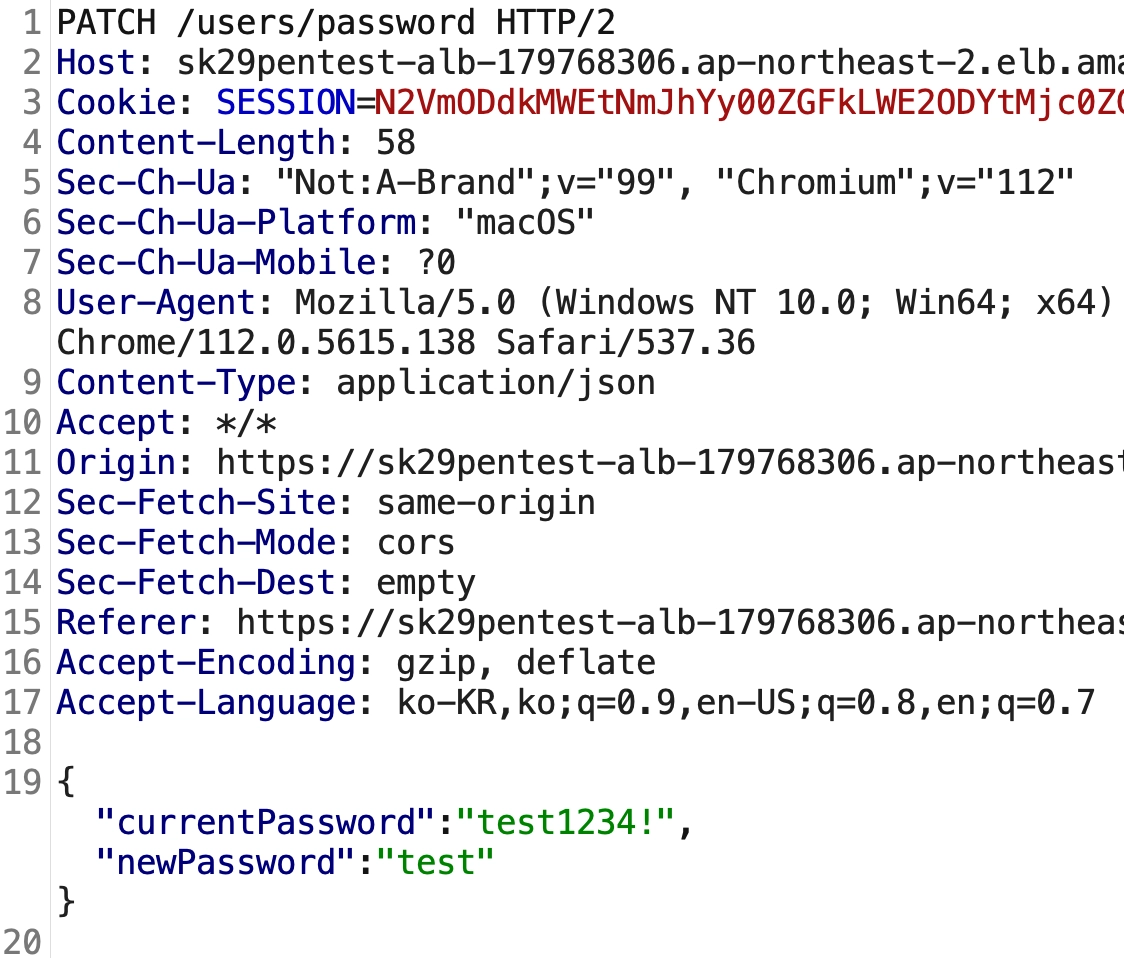 1 PATCH /users/password HTTP/2
2 Host: sk29pentest-alb-179768306.ap-northeast-2.elb.ama
3 Cookie: SESSION=N2VmODdkMWEtNmJhYy00ZGFkLWE2ODYtMjc0ZC
4 Content-Length: 58
5 Sec-Ch-Ua: "Not:A-Brand";v="99", "Chromium";v="112"
6 Sec-Ch-Ua-Platform: "macOS"
7 Sec-Ch-Ua-Mobile: ?0
8 User-Agent: Mozilla/5.0 (Windows NT 10.0; Win64; x64)
Chrome/112.0.5615.138 Safari/537.36
9 Content-Type: application/json
10 Accept: */*
11 Origin: https://sk29pentest-alb-179768306.ap-northeast
12 Sec-Fetch-Site: same-origin
13 Sec-Fetch-Mode: cors
14 Sec-Fetch-Dest: empty
15 Referer: https://sk29pentest-alb-179768306.ap-northeas
16 Accept-Encoding: gzip, deflate
17 Accept-Language: ko-KR,ko;q=0.9,en-US;q=0.8,en;q=0.7
18
19 {
"currentPassword":"test1234!",
"newPassword":"test"
}
20